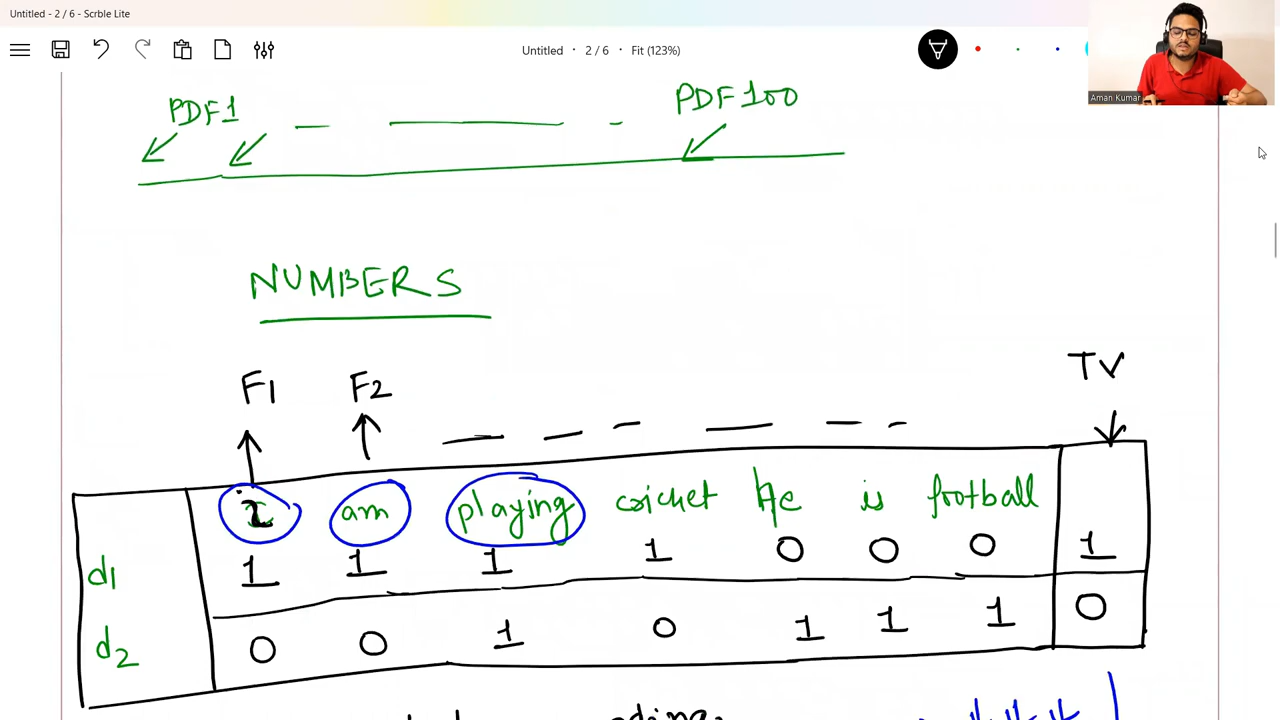 Untitled - 2 / 6 - Scrble Lite
Untitled • 2 / 6 • Fit (123%)
Aman Kumar
PDF1 PDF100
NUMBERS
F1 F2 TV
i am playing cricket He is football
d1 1 1 1 1 0 0 0 1
d2 0 0 1 0 1 1 1 0